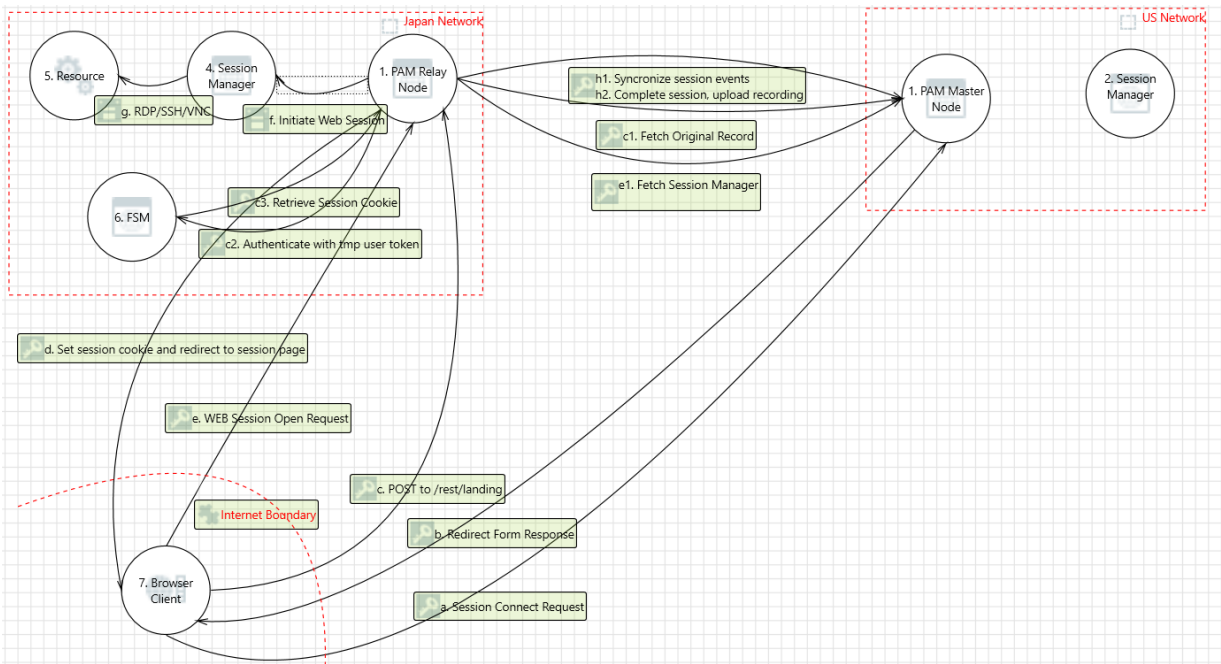 Japan Network
US Network
5. Resource
4. Session
Manager
1. PAM Relay
Node
h1. Syncronize session events
h2. Complete session, upload recording
1. PAM Master
Node
2. Session
Manager
g. RDP/SSH/VNC
f. Initiate Web Session
c1. Fetch Original Record
e1. Fetch Session Manager
c3. Retrieve Session Cookie
6. FSM
c2. Authenticate with tmp user token
d. Set session cookie and redirect to session page
e. WEB Session Open Request
c. POST to /rest/landing
Internet Boundary
b. Redirect Form Response
7. Browser
Client
a. Session Connect Request